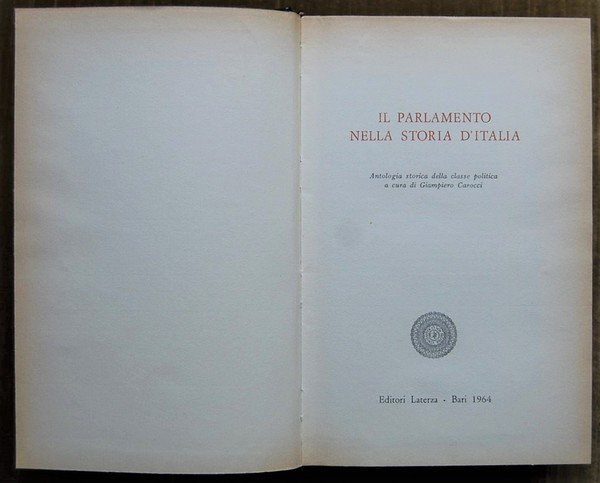 IL PARLAMENTO
NELLA STORIA D'ITALIA
Antologia storica della classe politica
a cura di Giampiero Carocci
Editori Laterza - Bari 1964